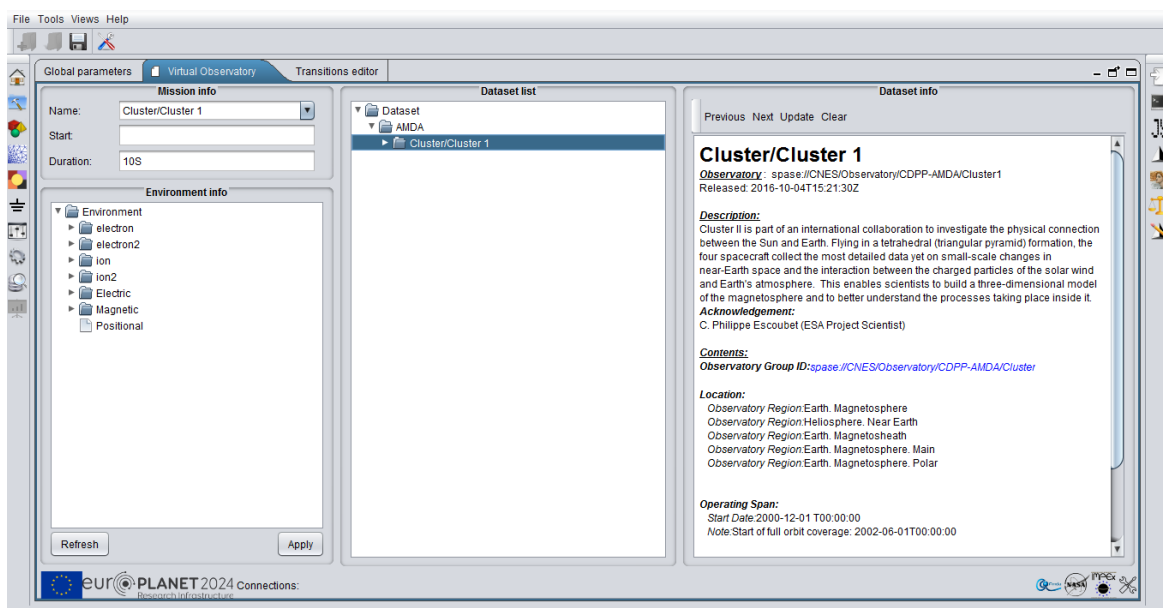 File Tools Views Help
Global parameters Virtual Observatory Transitions editor
Mission info
Name: Cluster/Cluster 1
Start:
Duration: 10S
Environment info
Environment
electron
electron2
ion
ion2
Electric
Magnetic
Positional
Refresh Apply
Dataset list
Dataset
AMDA
Cluster/Cluster 1
Dataset info
Previous Next Update Clear
Cluster/Cluster 1
Observatory : spase://CNES/Observatory/CDPP-AMDA/Cluster1
Released: 2016-10-04T15:21:30Z
Description:
Cluster II is part of an international collaboration to investigate the physical connection
between the Sun and Earth. Flying in a tetrahedral (triangular pyramid) formation, the
four spacecraft collect the most detailed data yet on small-scale changes in
near-Earth space and the interaction between the charged particles of the solar wind
and Earth's atmosphere. This enables scientists to build a three-dimensional model
of the magnetosphere and to better understand the processes taking place inside it.
Acknowledgement:
C. Philippe Escoubet (ESA Project Scientist)
Contents:
Observatory Group ID:spase://CNES/Observatory/CDPP-AMDA/Cluster
Location:
Observatory Region:Earth. Magnetosphere
Observatory Region:Heliosphere. Near Earth
Observatory Region:Earth. Magnetosheath
Observatory Region:Earth. Magnetosphere. Main
Observatory Region:Earth. Magnetosphere. Polar
Operating Span:
Start Date:2000-12-01 T00:00:00
Note:Start of full orbit coverage: 2002-06-01T00:00:00
europlanet 2024 Connections:
Research infrastructure
NASA